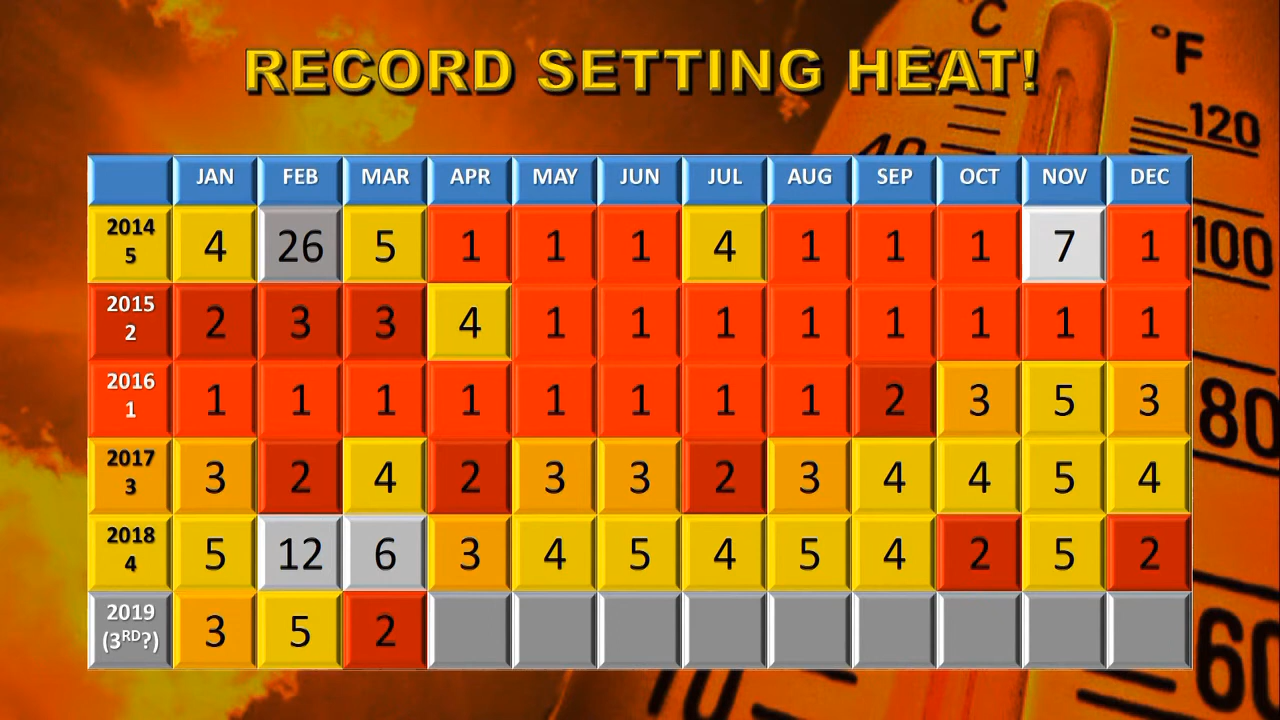 °C
°F
RECORD SETTING HEAT!
120
40
JAN FEB MAR APR MAY JUN JUL AUG SEP OCT NOV DEC
2014
5 4 26 5 1 1 1 4 1 1 1 7 1
100
2015
2 2 3 3 4 1 1 1 1 1 1 1 1
2016
1 1 1 1 1 1 1 1 1 2 3 5 3
80
2017
3 3 2 4 2 3 3 2 3 4 4 5 4
2018
4 5 12 6 3 4 5 4 5 4 2 5 2
2019
(3RD?) 3 5 2
60